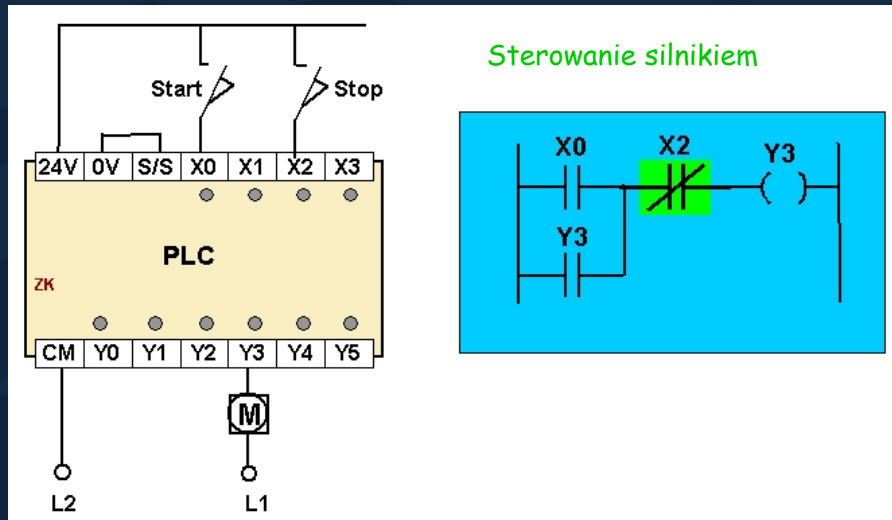 Sterowanie silnikiem
Start
Stop
24V 0V S/S X0 X1 X2 X3
PLC
ZK
CM Y0 Y1 Y2 Y3 Y4 Y5
M
L2
L1
X0
X2
Y3
Y3